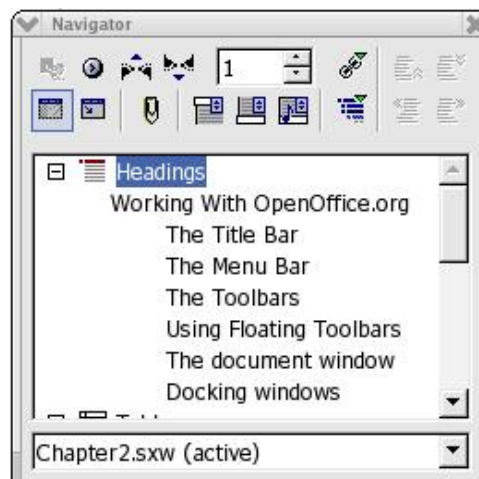 Navigator
1
Headings
Working With OpenOffice.org
The Title Bar
The Menu Bar
The Toolbars
Using Floating Toolbars
The document window
Docking windows
Chapter2.sxw (active)